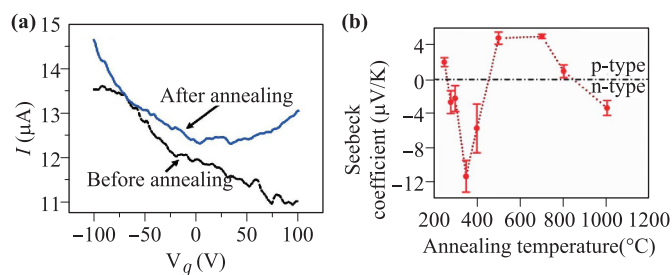 (a)
15
14
13
12
11
I (μA)
After annealing
Before annealing
−100
−50
0
50
100
V_q (V)
(b)
4
0
−4
−8
−12
Seebeck
coefficient (μV/K)
p-type
n-type
200
400
600
800
1000
1200
Annealing temperature(°C)